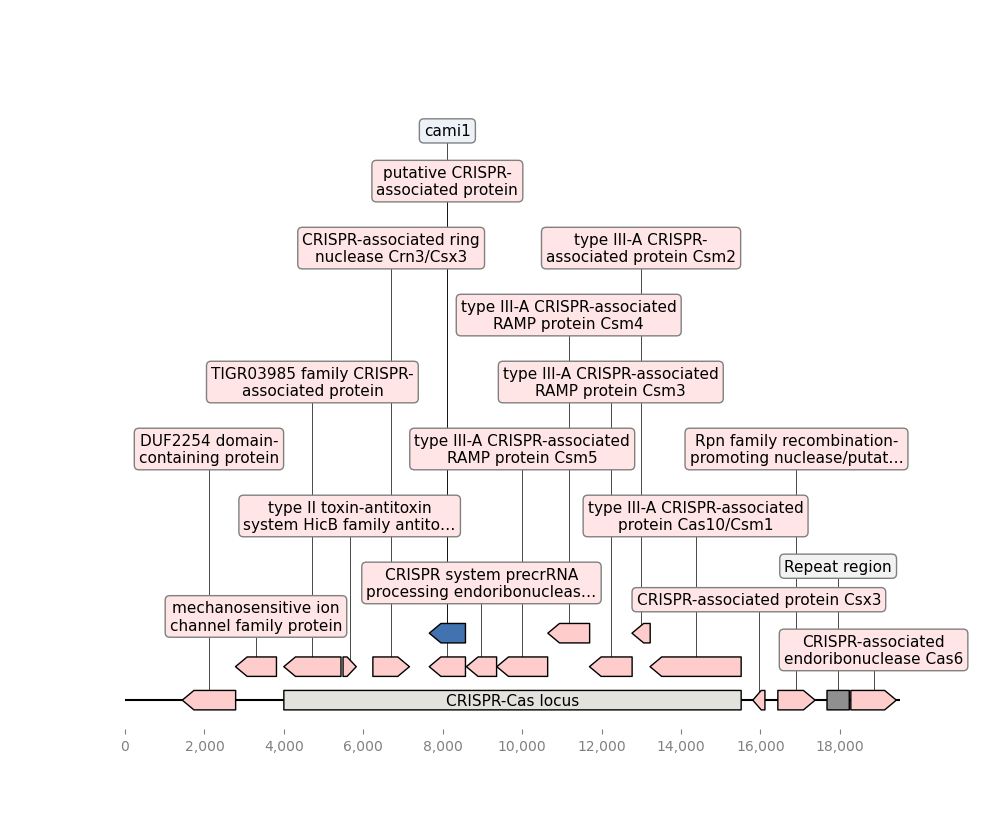 cami1
putative CRISPR-
associated protein
CRISPR-associated ring
nuclease Crn3/Csx3
type III-A CRISPR-
associated protein Csm2
type III-A CRISPR-associated
RAMP protein Csm4
TIGR03985 family CRISPR-
associated protein
type III-A CRISPR-associated
RAMP protein Csm3
DUF2254 domain-
containing protein
type III-A CRISPR-associated
RAMP protein Csm5
Rpn family recombination-
promoting nuclease/putat…
type II toxin-antitoxin
system HicB family antito…
type III-A CRISPR-associated
protein Cas10/Csm1
Repeat region
CRISPR system precrRNA
processing endoribonucleas…
CRISPR-associated protein Csx3
mechanosensitive ion
channel family protein
CRISPR-associated
endoribonuclease Cas6
CRISPR-Cas locus
0 2,000 4,000 6,000 8,000 10,000 12,000 14,000 16,000 18,000